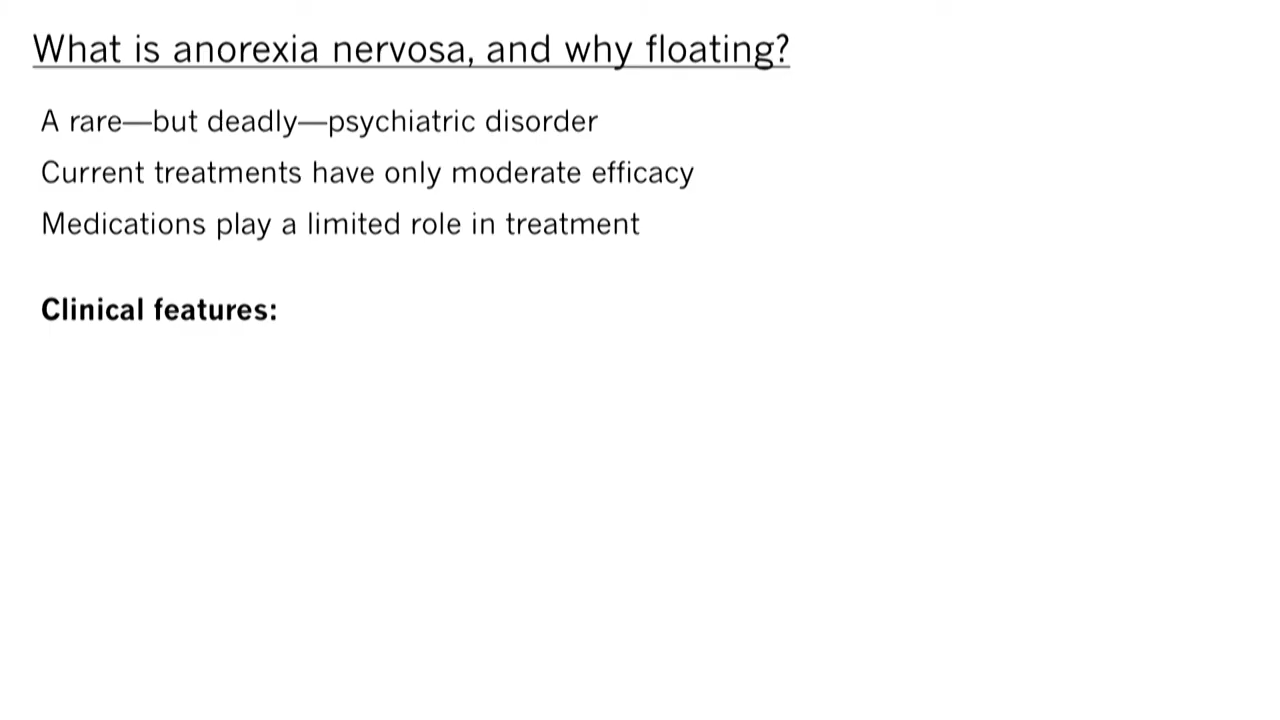 What is anorexia nervosa, and why floating?
A rare—but deadly—psychiatric disorder
Current treatments have only moderate efficacy
Medications play a limited role in treatment
Clinical features: